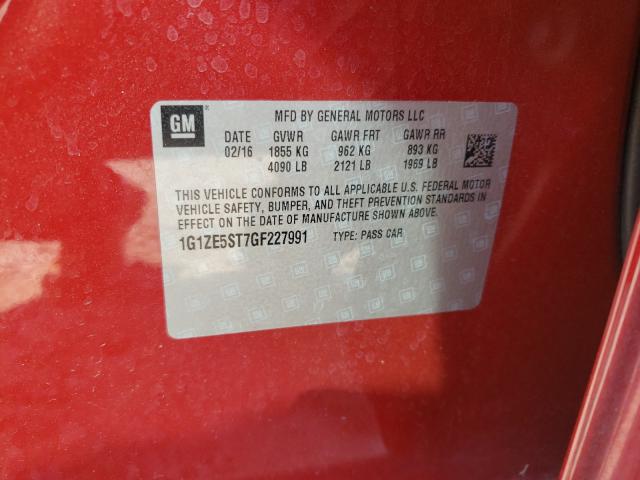 GM
MFD BY GENERAL MOTORS LLC
DATE GVWR GAWR FRT GAWR RR
02/16 1855 KG 962 KG 893 KG
4090 LB 2121 LB 1969 LB
THIS VEHICLE CONFORMS TO ALL APPLICABLE U.S. FEDERAL MOTOR
VEHICLE SAFETY, BUMPER, AND THEFT PREVENTION STANDARDS IN
EFFECT ON THE DATE OF MANUFACTURE SHOWN ABOVE.
1G1ZE5ST7GF227991 TYPE: PASS CAR